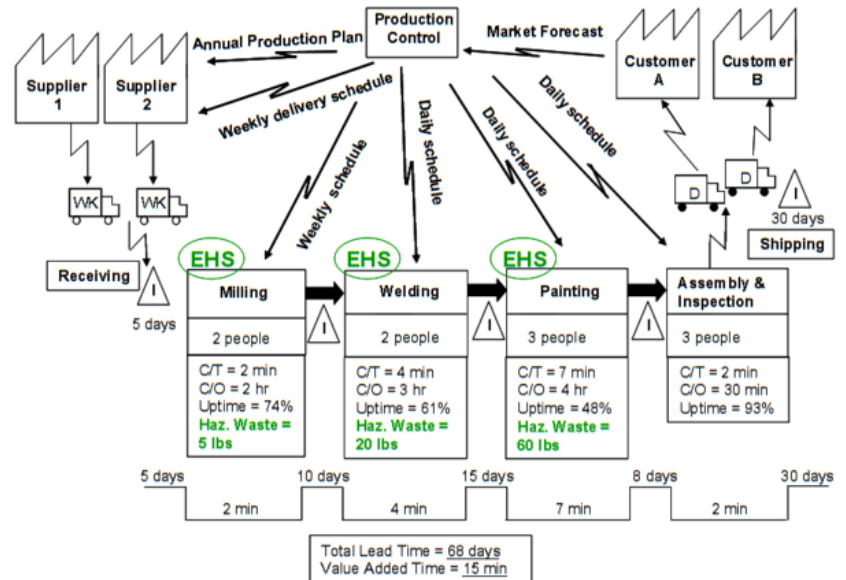 Production
Control
Annual Production Plan
Market Forecast
Supplier
1
Supplier
2
Customer
A
Customer
B
Weekly delivery schedule
Weekly schedule
Daily schedule
Daily schedule
Daily schedule
WK
WK
D
D
I
30 days
Shipping
Receiving
I
5 days
EHS
Milling
2 people
C/T = 2 min
C/O = 2 hr
Uptime = 74%
Haz. Waste =
5 lbs
I
EHS
Welding
2 people
C/T = 4 min
C/O = 3 hr
Uptime = 61%
Haz. Waste =
20 lbs
I
EHS
Painting
3 people
C/T = 7 min
C/O = 4 hr
Uptime = 48%
Haz. Waste =
60 lbs
I
Assembly &
Inspection
3 people
C/T = 2 min
C/O = 30 min
Uptime = 93%
5 days
10 days
15 days
8 days
30 days
2 min
4 min
7 min
2 min
Total Lead Time = 68 days
Value Added Time = 15 min